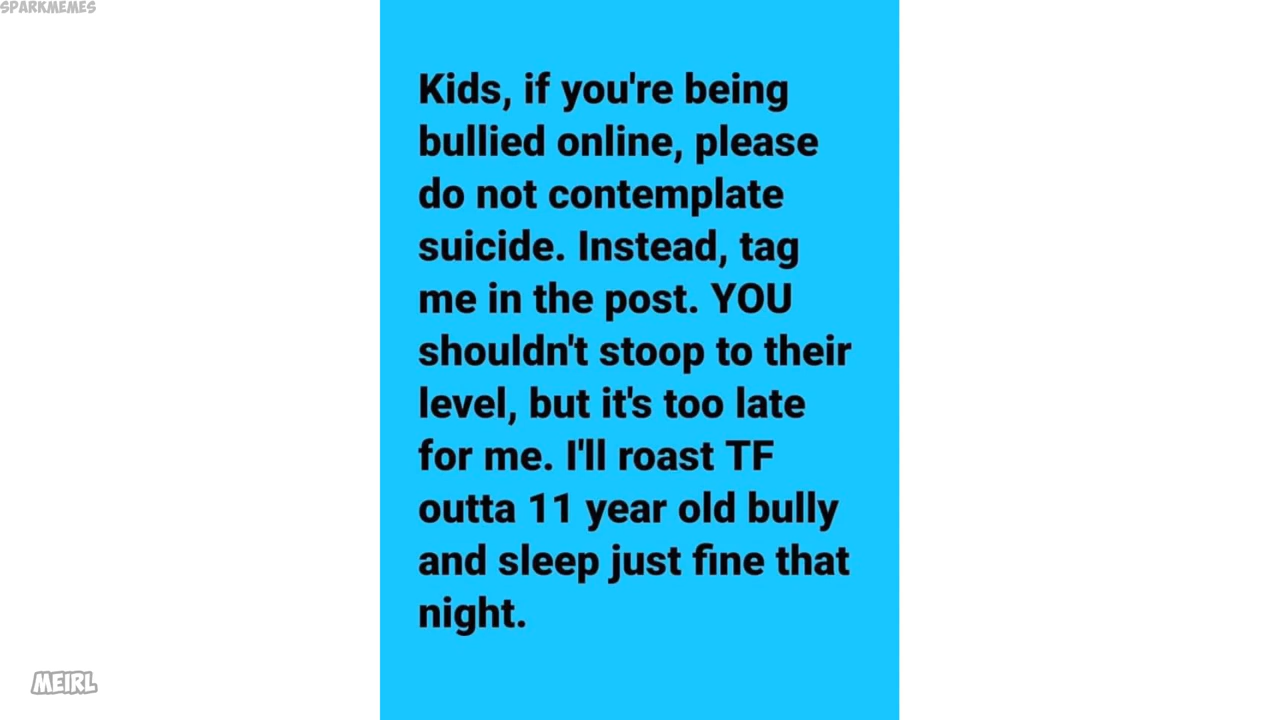 SPARKMEMES
Kids, if you're being
bullied online, please
do not contemplate
suicide. Instead, tag
me in the post. YOU
shouldn't stoop to their
level, but it's too late
for me. I'll roast TF
outta 11 year old bully
and sleep just fine that
night.
MEIRL